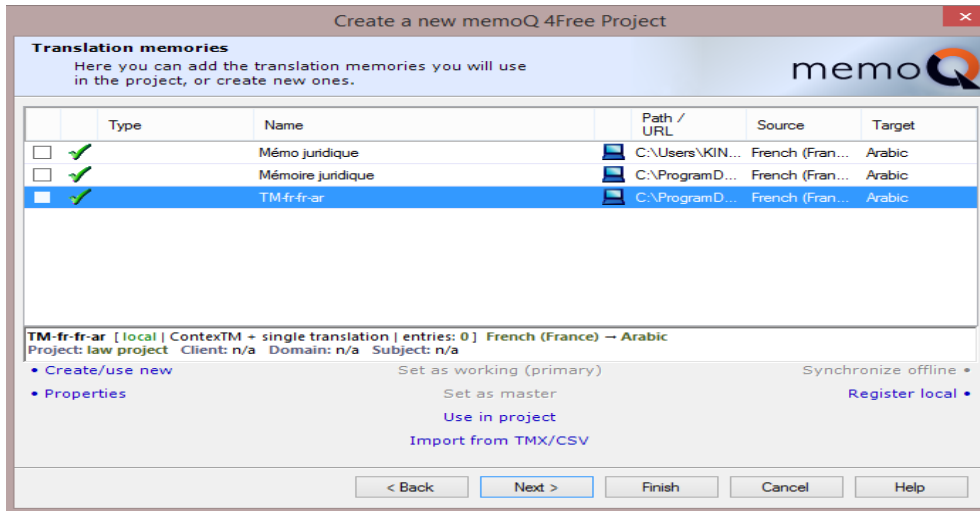 Create a new memoQ 4Free Project
Translation memories
Here you can add the translation memories you will use
in the project, or create new ones.
memoQ
Type Name Path / URL Source Target
Mémo juridique C:\Users\KIN... French (Fran... Arabic
Mémoire juridique C:\ProgramD... French (Fran... Arabic
TM-fr-fr-ar C:\ProgramD... French (Fran... Arabic
TM-fr-fr-ar [ local | ContexTM + single translation | entries: 0 ] French (France) → Arabic
Project: law project Client: n/a Domain: n/a Subject: n/a
• Create/use new Set as working (primary) Synchronize offline •
• Properties Set as master Register local •
Use in project
Import from TMX/CSV
< Back Next > Finish Cancel Help